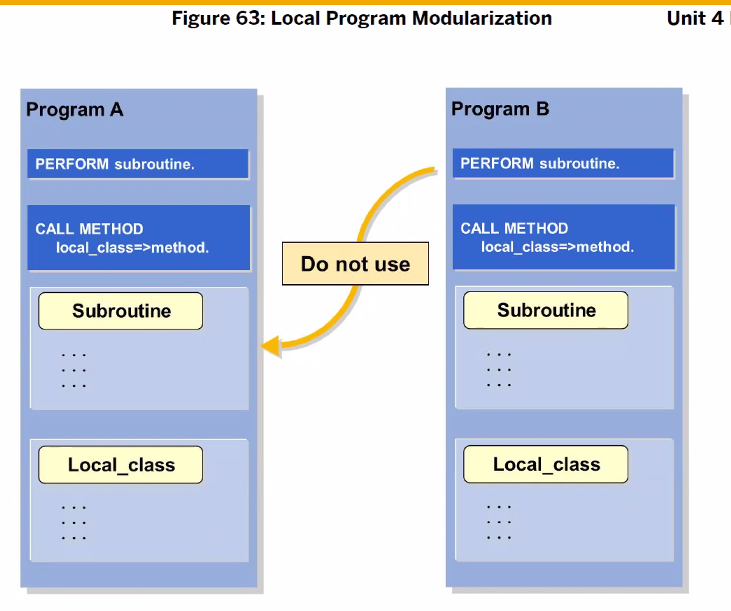 Figure 63: Local Program Modularization
Unit 4
Program A
PERFORM subroutine.
CALL METHOD
local_class=>method.
Subroutine
. . .
. . .
. . .
Local_class
. . .
. . .
. . .
Do not use
Program B
PERFORM subroutine.
CALL METHOD
local_class=>method.
Subroutine
. . .
. . .
. . .
Local_class
. . .
. . .
. . .